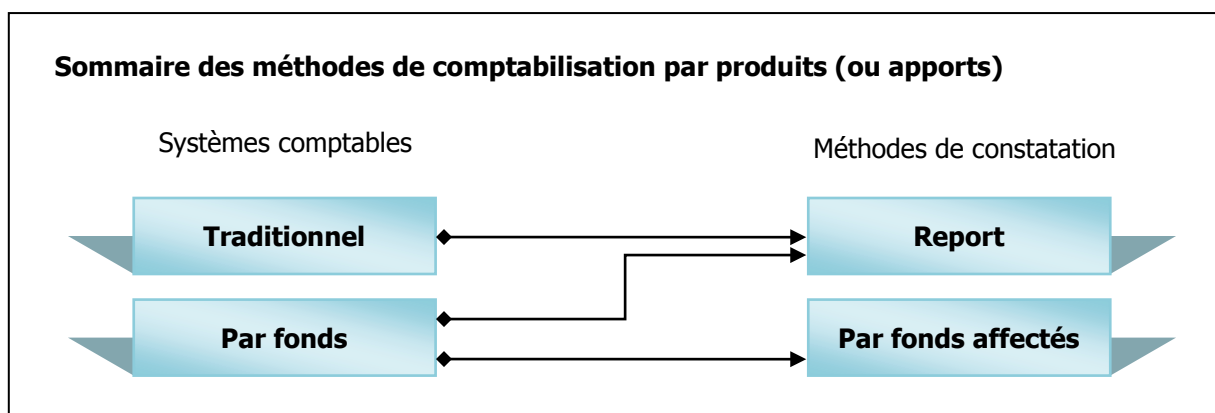 Sommaire des méthodes de comptabilisation par produits (ou apports)
Systèmes comptables
Méthodes de constatation
Traditionnel
Report
Par fonds
Par fonds affectés